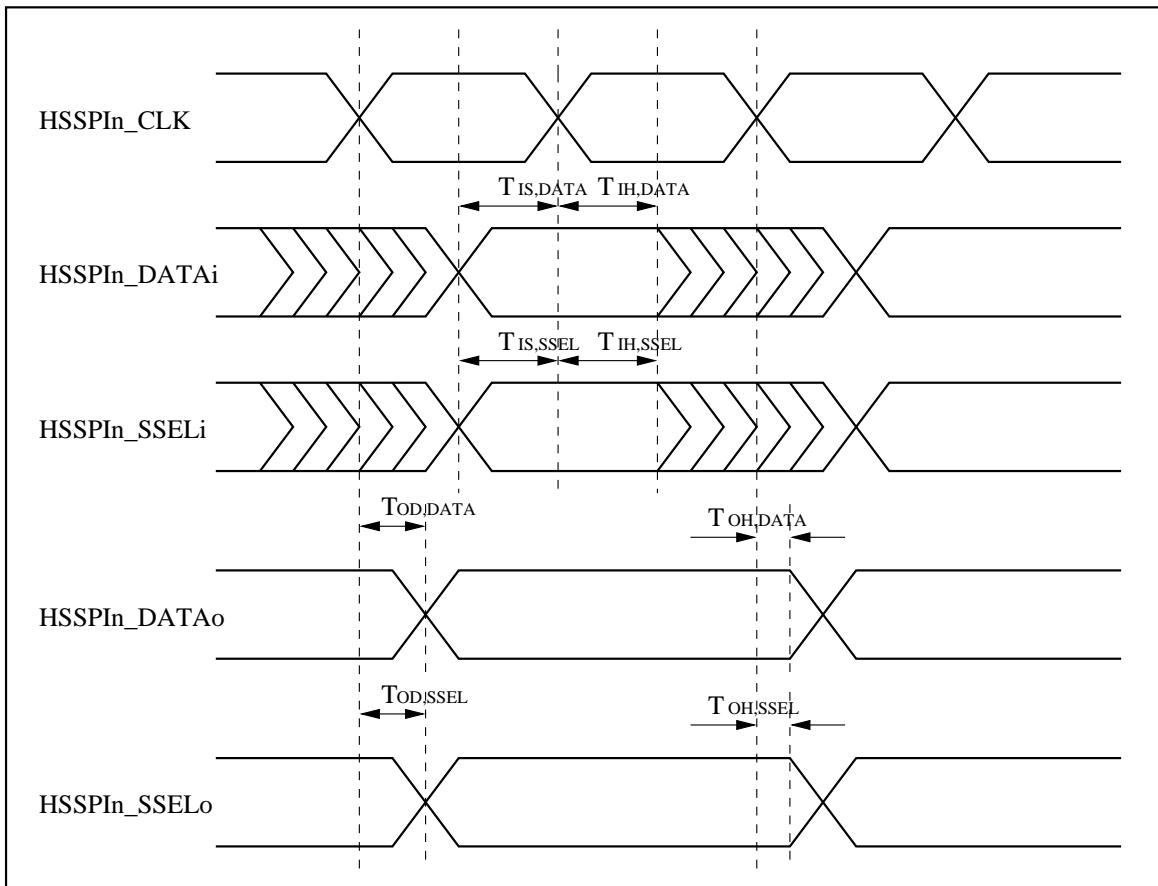 HSSPIn_CLK
T IS,DATA T IH,DATA
HSSPIn_DATAi
T IS,SSEL T IH,SSEL
HSSPIn_SSELi
TOD,DATA T OH,DATA
HSSPIn_DATAo
TOD,SSEL T OH,SSEL
HSSPIn_SSELo